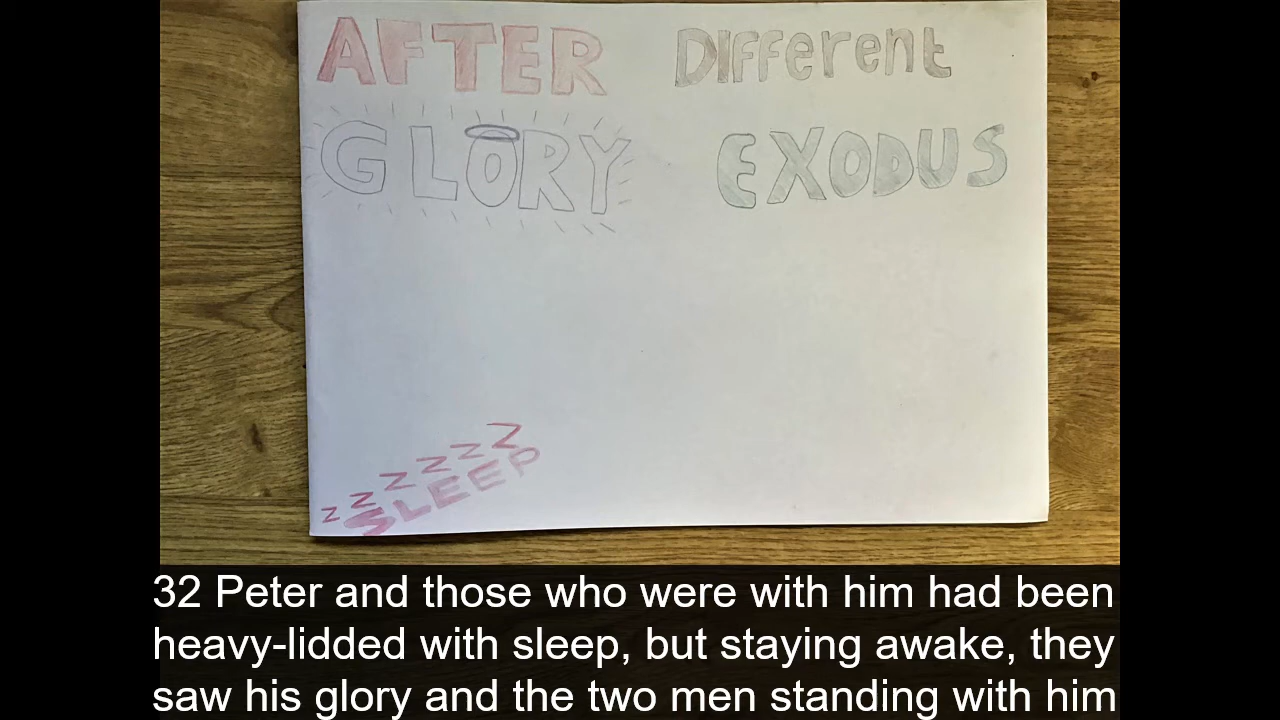 AFTER Different
GLORY EXODUS
z z z z z z z
SLEEP
32 Peter and those who were with him had been
heavy-lidded with sleep, but staying awake, they
saw his glory and the two men standing with him